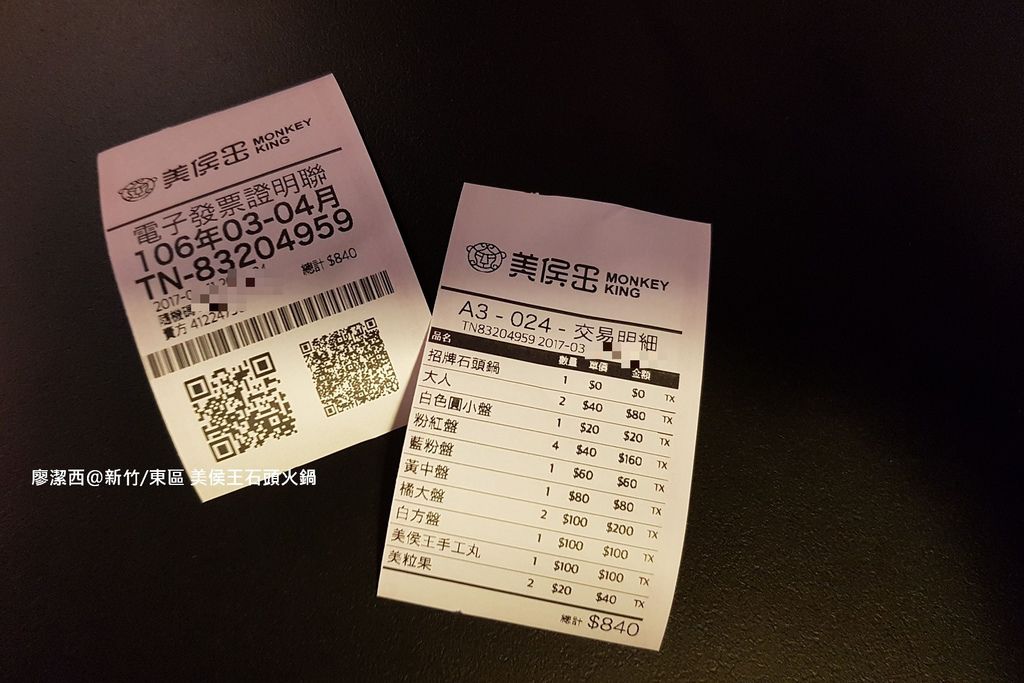 美侯王 MONKEY KING
電子發票證明聯
106年03-04月
TN-83204959
2017-0
總計 $840
隨機碼
賣方 412241
美侯王 MONKEY KING
A3 - 024 - 交易明細
TN83204959 2017-03
品名 數量 單價 金額
招牌石頭鍋 1 $0 $0 TX
大人 2 $40 $80 TX
白色圓小盤 1 $20 $20 TX
粉紅盤 4 $40 $160 TX
藍粉盤 1 $60 $60 TX
黃中盤 1 $80 $80 TX
橘大盤 2 $100 $200 TX
白方盤 1 $100 $100 TX
美侯王手工丸 1 $100 $100 TX
美粒果 2 $20 $40 TX
總計 $840
廖潔西@新竹/東區 美侯王石頭火鍋